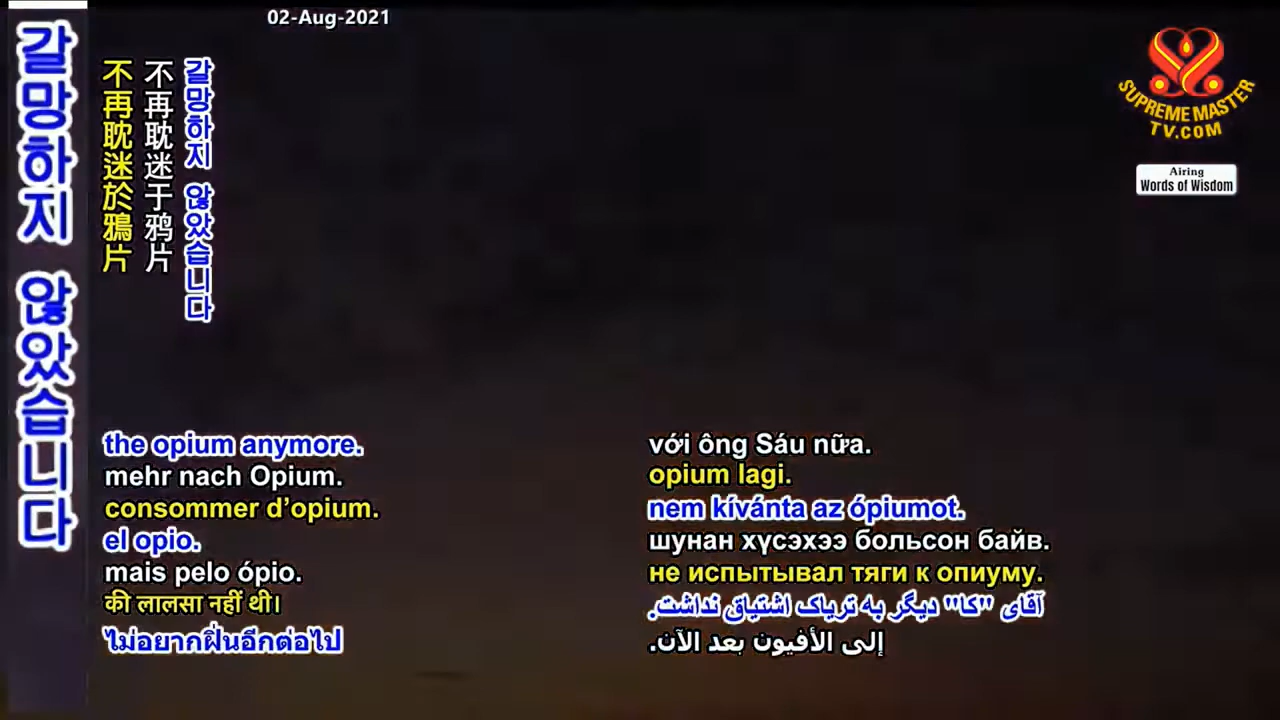 02-Aug-2021
갈망하지 않았습니다
不再耽迷於鴉片
不再耽迷于鸦片
갈망하지 않았습니다
SUPREME MASTER
TV.COM
Airing
Words of Wisdom
the opium anymore.
mehr nach Opium.
consommer d’opium.
el opio.
mais pelo ópio.
की लालसा नहीं थी।
ไม่อยากฝิ่นอีกต่อไป
với ông Sáu nữa.
opium lagi.
nem kívánta az ópiumot.
шунан хүсэхээ больсон байв.
не испытывал тяги к опиуму.
آقای "کا" دیگر به تریاک اشتیاق نداشت.
إلى الأفيون بعد الآن.